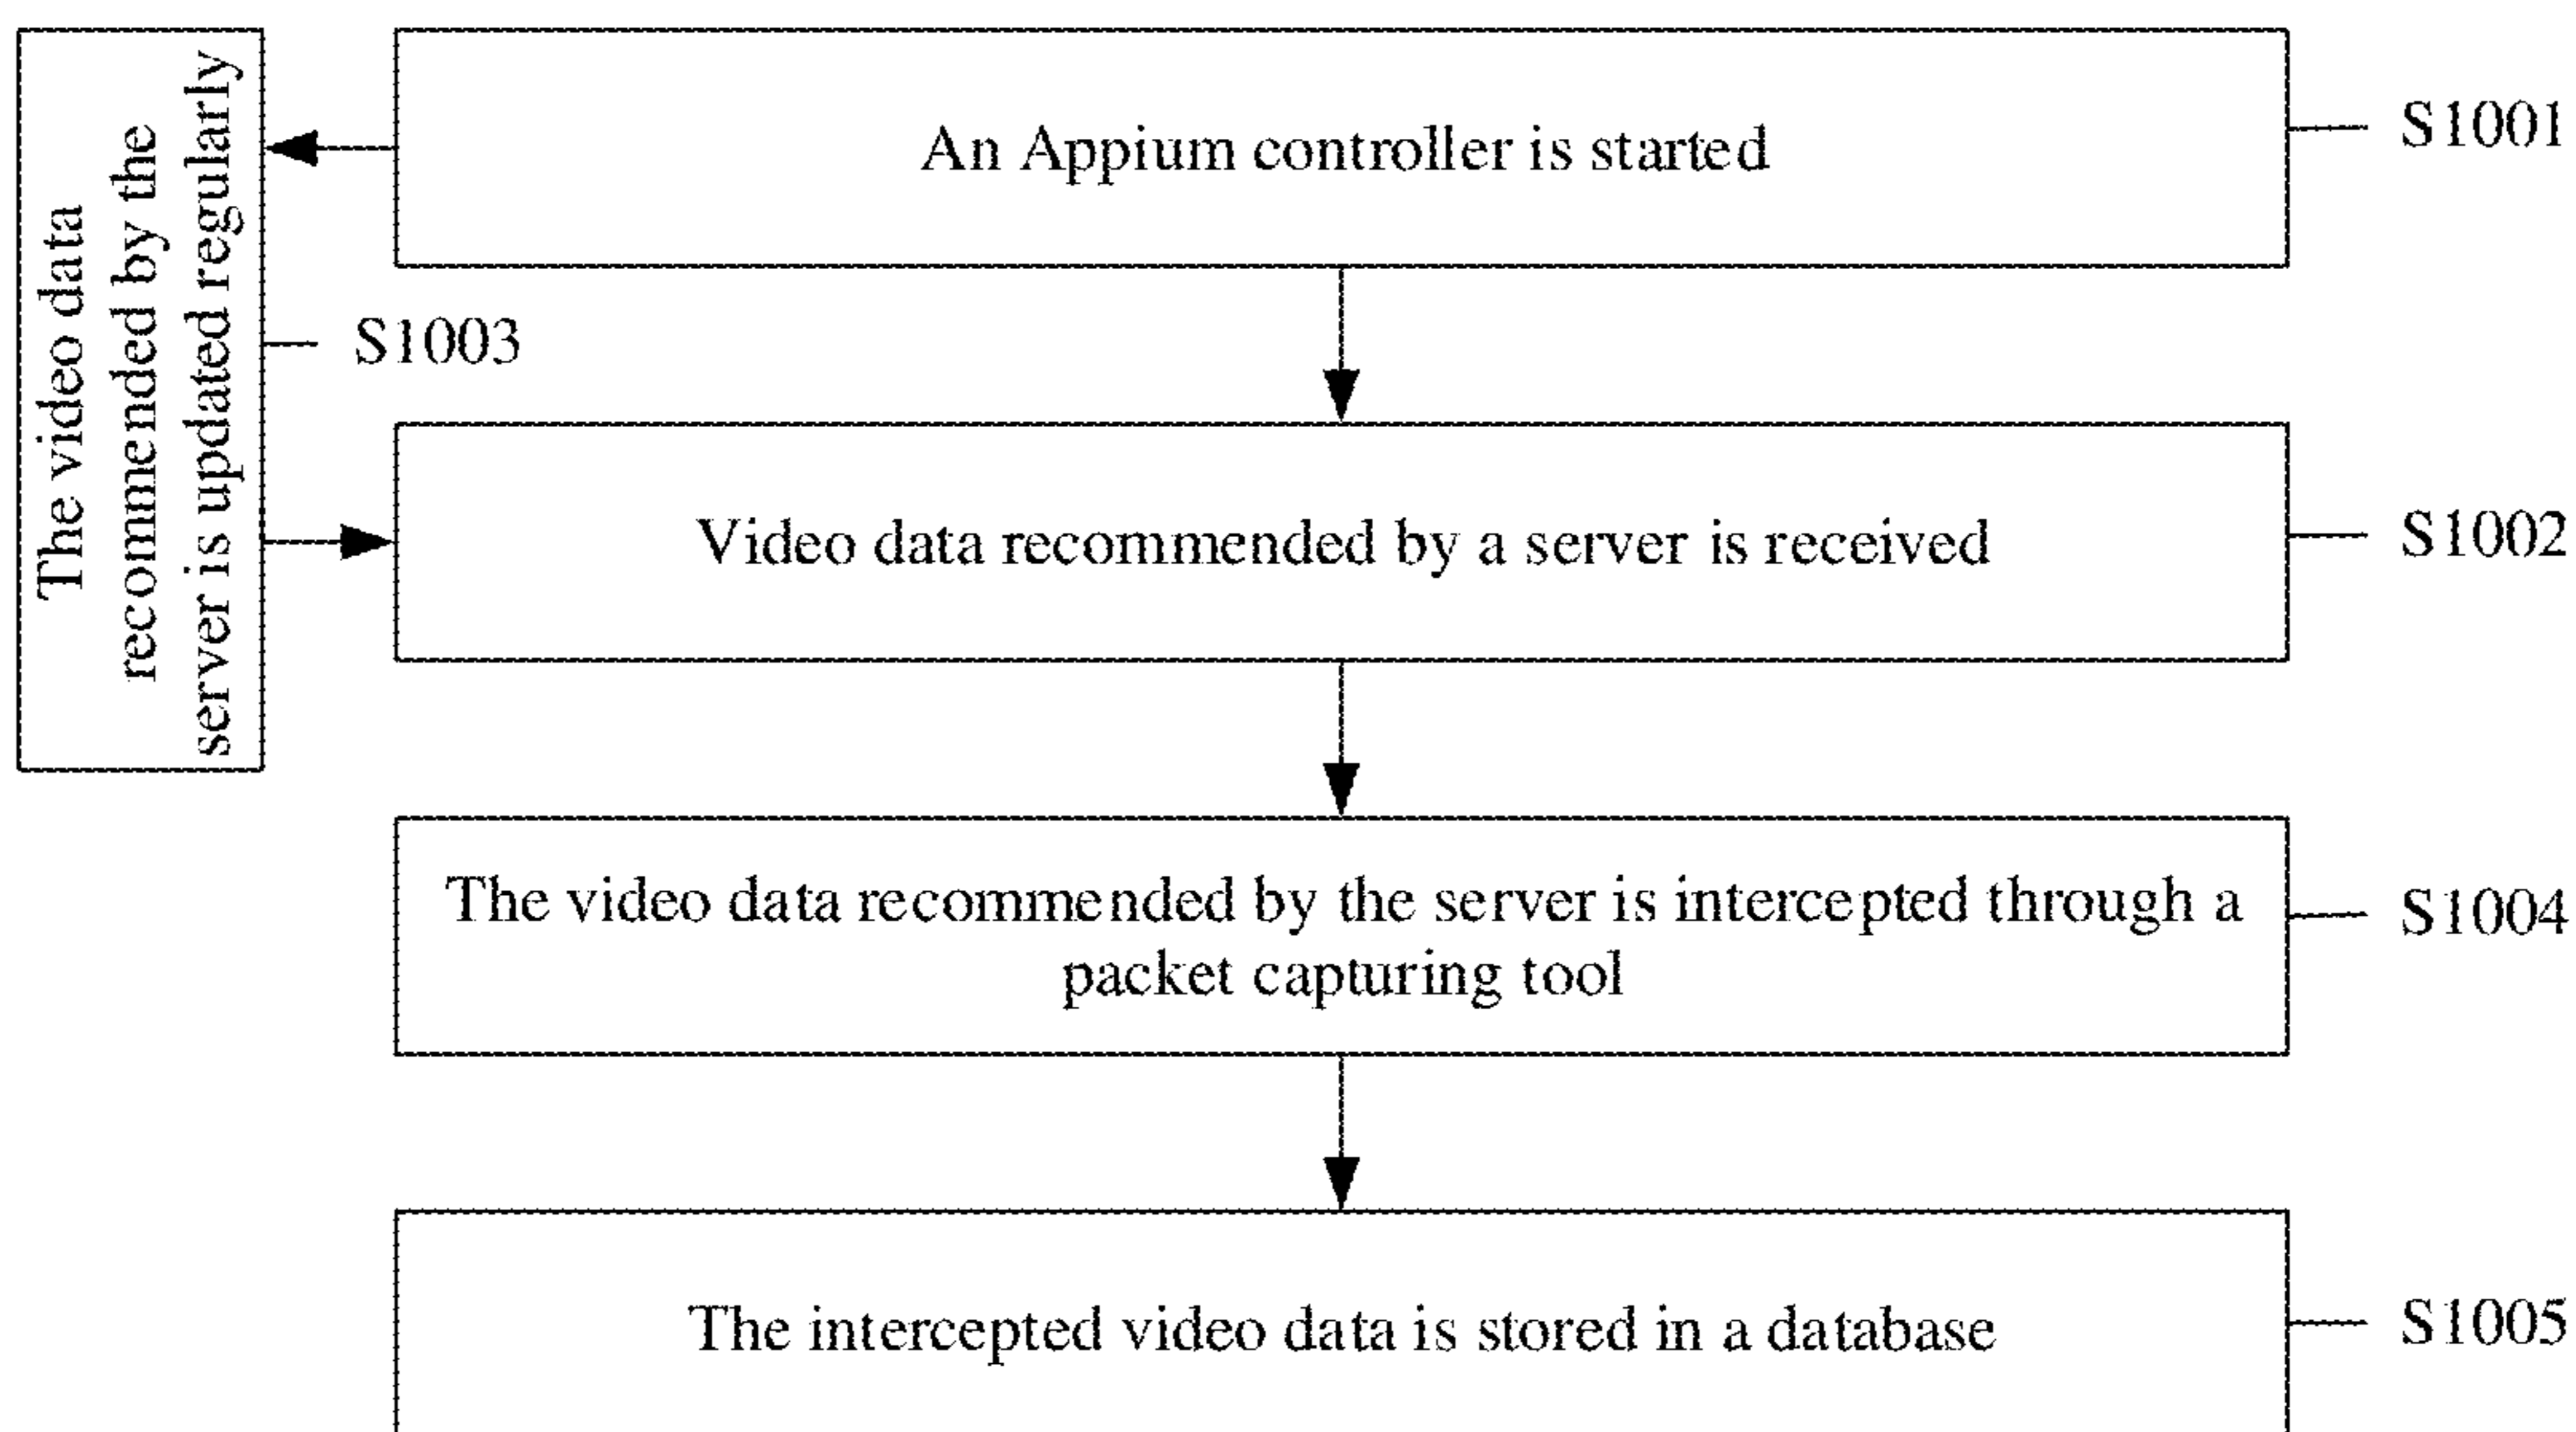 The video data
recommended by the
server is updated regularly
S1003
An Appium controller is started
S1001
Video data recommended by a server is received
S1002
The video data recommended by the server is intercepted through a
packet capturing tool
S1004
The intercepted video data is stored in a database
S1005